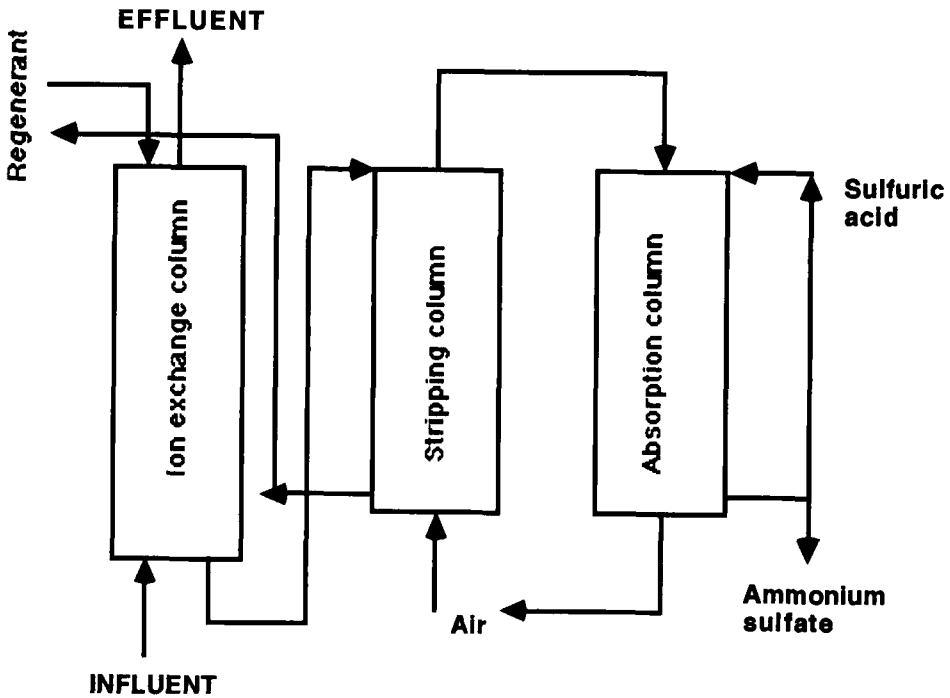 EFFLUENT
Regenerant
Ion exchange column
Stripping column
Absorption column
Sulfuric
acid
Air
Ammonium
sulfate
INFLUENT